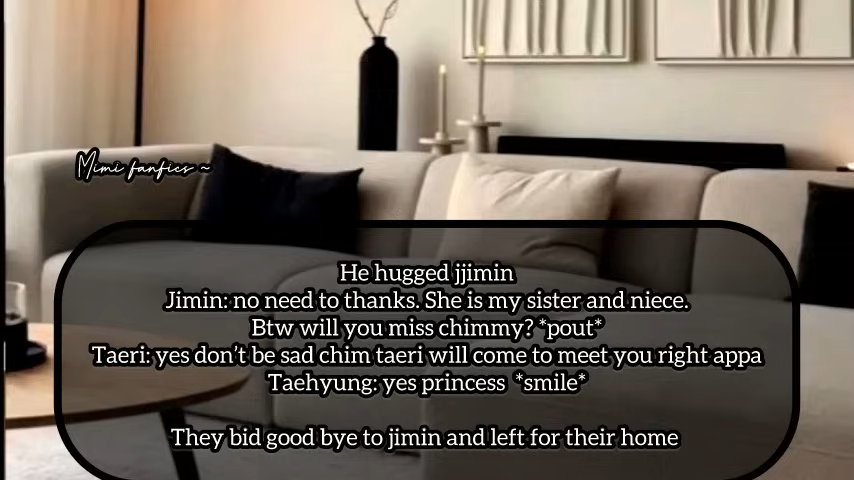 Mimi fanfics ~
He hugged jjimin
Jimin: no need to thanks. She is my sister and niece.
Btw will you miss chimmy? *pout*
Taeri: yes don't be sad chim taeri will come to meet you right appa
Taehyung: yes princess *smile*
They bid good bye to jimin and left for their home